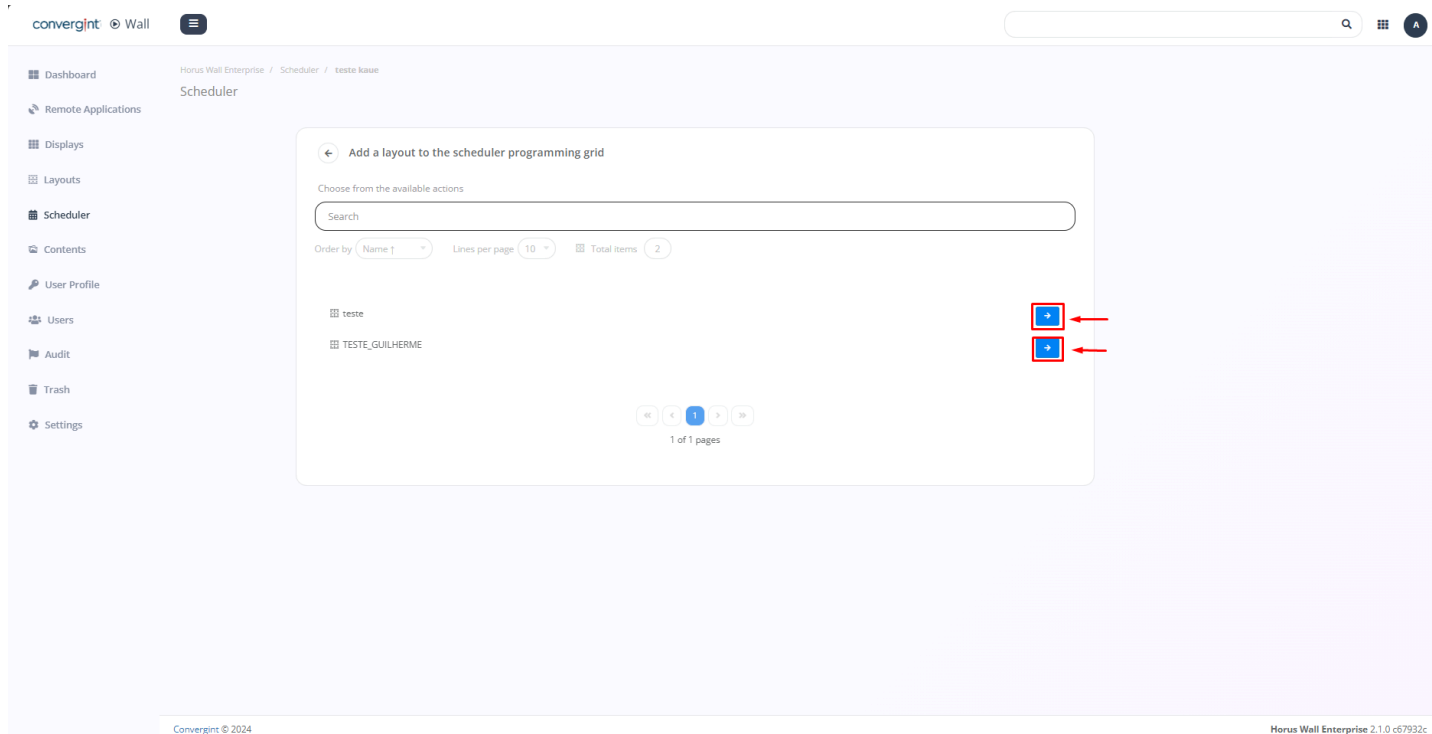 convergint Wall
A
Dashboard
Remote Applications
Displays
Layouts
Scheduler
Contents
User Profile
Users
Audit
Trash
Settings
Horus Wall Enterprise / Scheduler / teste kaue
Scheduler
Add a layout to the scheduler programming grid
Choose from the available actions
Search
Order by Name ↑ Lines per page 10 Total items 2
teste
TESTE_GUILHERME
« < 1 > »
1 of 1 pages
Convergint © 2024
Horus Wall Enterprise 2.1.0 c67932c